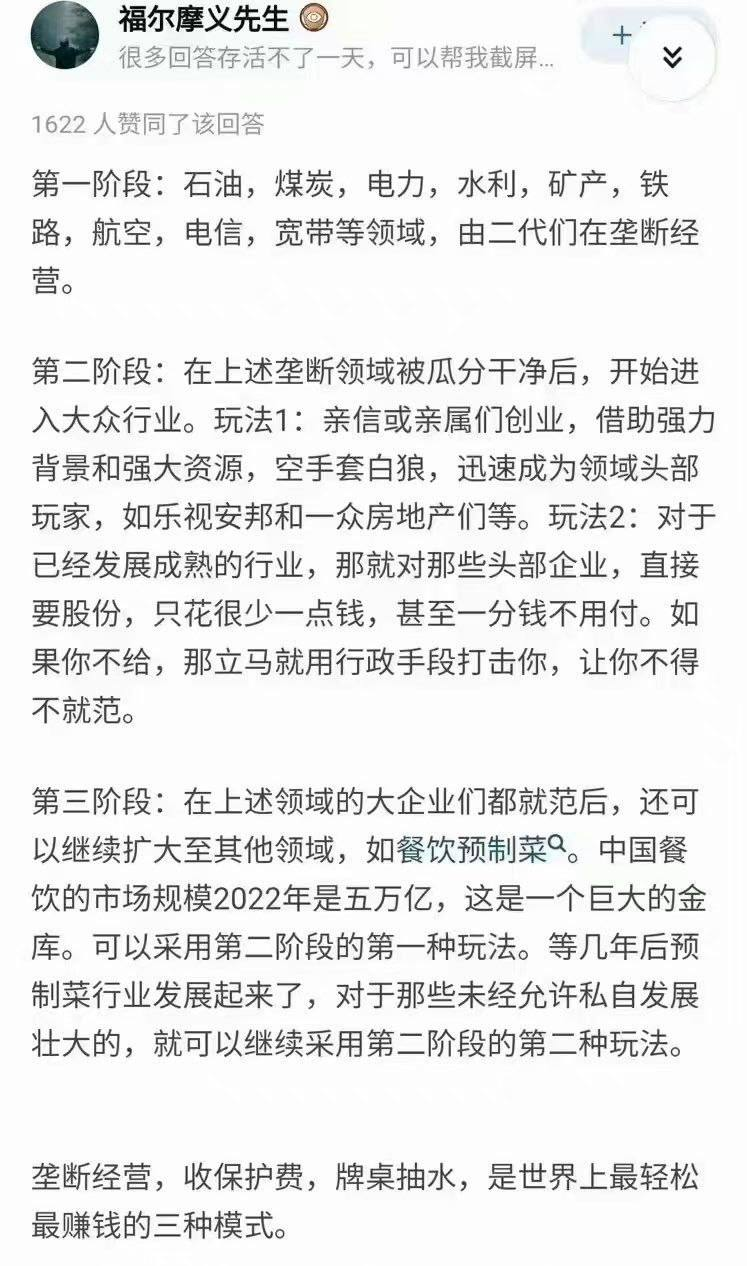 福尔摩义先生
很多回答存活不了一天，可以帮我截屏...
1622 人赞同了该回答
第一阶段：石油，煤炭，电力，水利，矿产，铁
路，航空，电信，宽带等领域，由二代们在垄断经
营。
第二阶段：在上述垄断领域被瓜分干净后，开始进
入大众行业。玩法1：亲信或亲属们创业，借助强力
背景和强大资源，空手套白狼，迅速成为领域头部
玩家，如乐视安邦和一众房地产们等。玩法2：对于
已经发展成熟的行业，那就对那些头部企业，直接
要股份，只花很少一点钱，甚至一分钱不用付。如
果你不给，那立马就用行政手段打击你，让你不得
不就范。
第三阶段：在上述领域的大企业们都就范后，还可
以继续扩大至其他领域，如餐饮预制菜。中国餐
饮的市场规模2022年是五万亿，这是一个巨大的金
库。可以采用第二阶段的第一种玩法。等几年后预
制菜行业发展起来了，对于那些未经允许私自发展
壮大的，就可以继续采用第二阶段的第二种玩法。
垄断经营，收保护费，牌桌抽水，是世界上最轻松
最赚钱的三种模式。